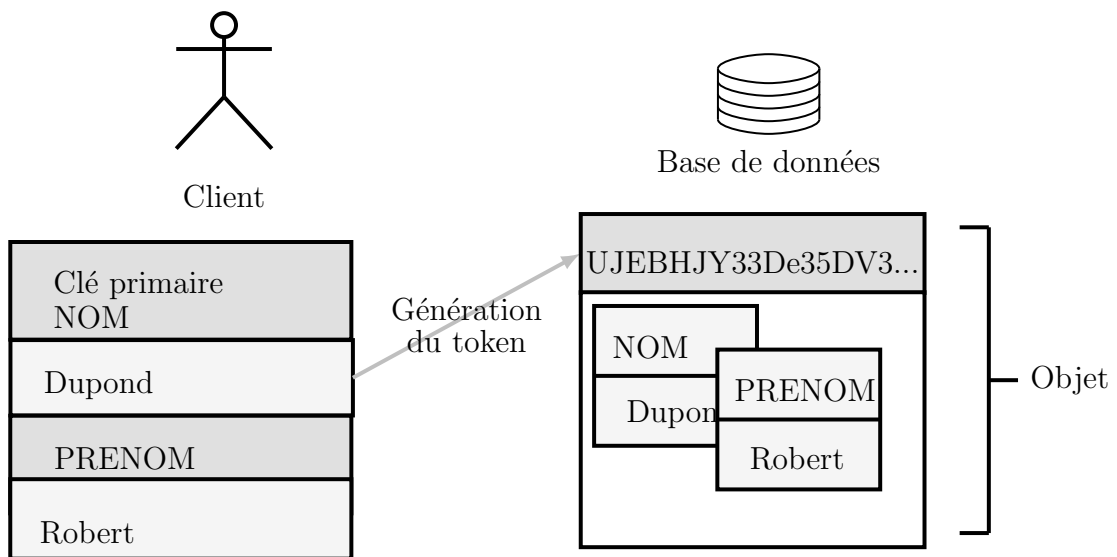 Client
Base de données
Clé primaire
NOM
Dupond
PRENOM
Robert
Génération
du token
UJEBHJY33De35DV3...
NOM
Dupon
PRENOM
Robert
Objet